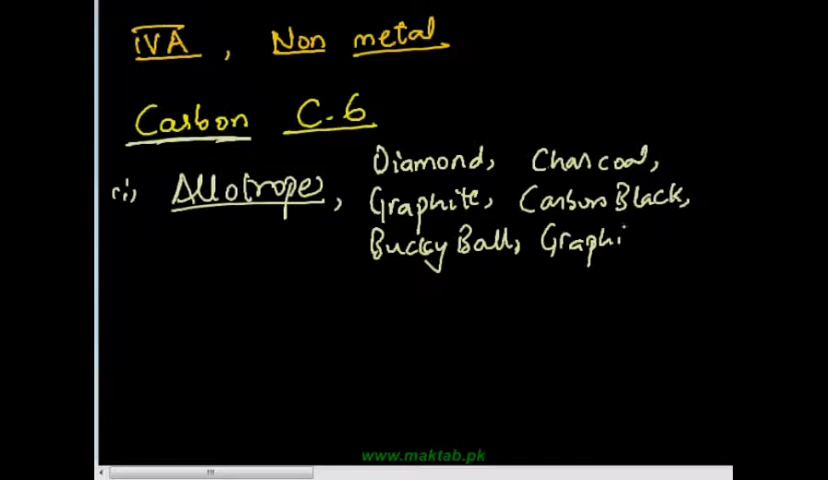 IVA, Non metal
Carbon C-6
(i) Allotropes, Diamond, Charcoal,
Graphite, Carbon Black,
Bucky Ball, Graphi
www.maktab.pk